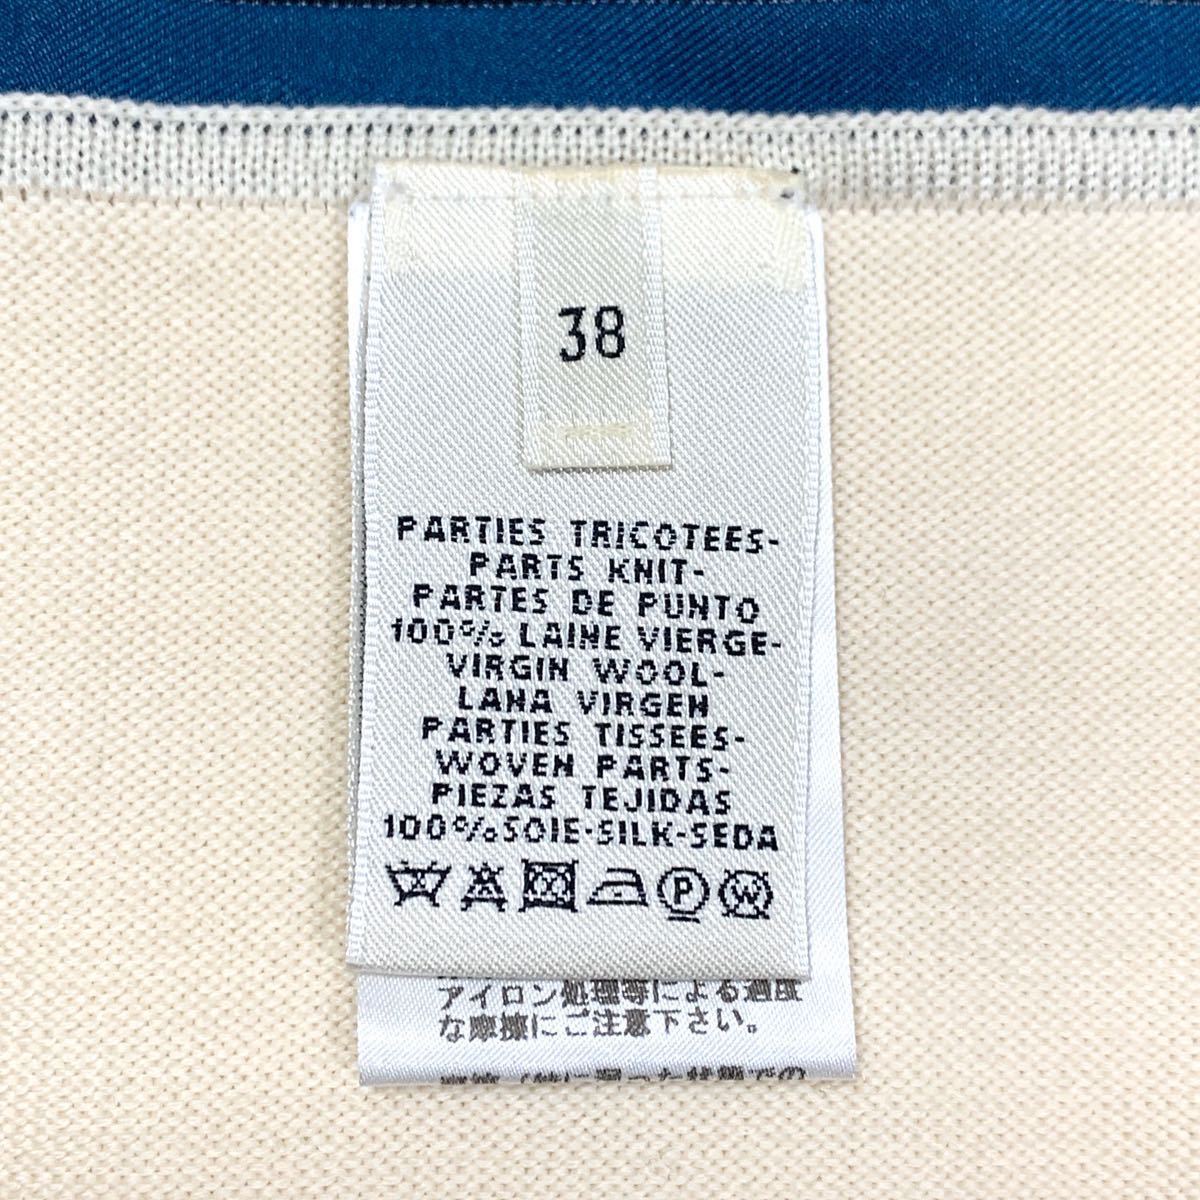 38
PARTIES TRICOTEES-
PARTS KNIT-
PARTES DE PUNTO
100% LAINE VIERGE-
VIRGIN WOOL-
LANA VIRGEN
PARTIES TISSEES-
WOVEN PARTS-
PIEZAS TEJIDAS
100%SOIE-SILK-SEDA
P W
アイロン処理等による過度
な摩擦にご注意下さい。